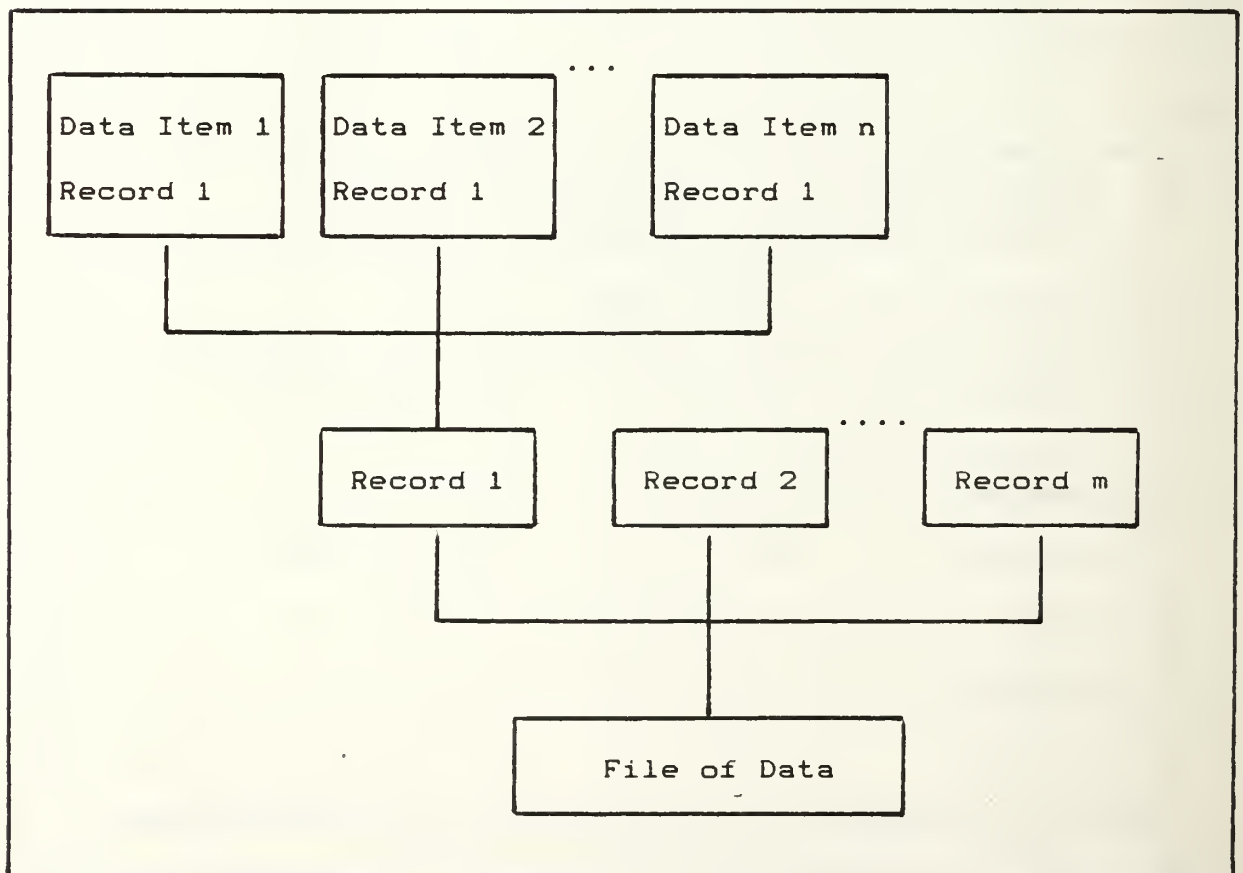 ...
Data Item 1
Record 1
Data Item 2
Record 1
Data Item n
Record 1
....
Record 1
Record 2
Record m
File of Data